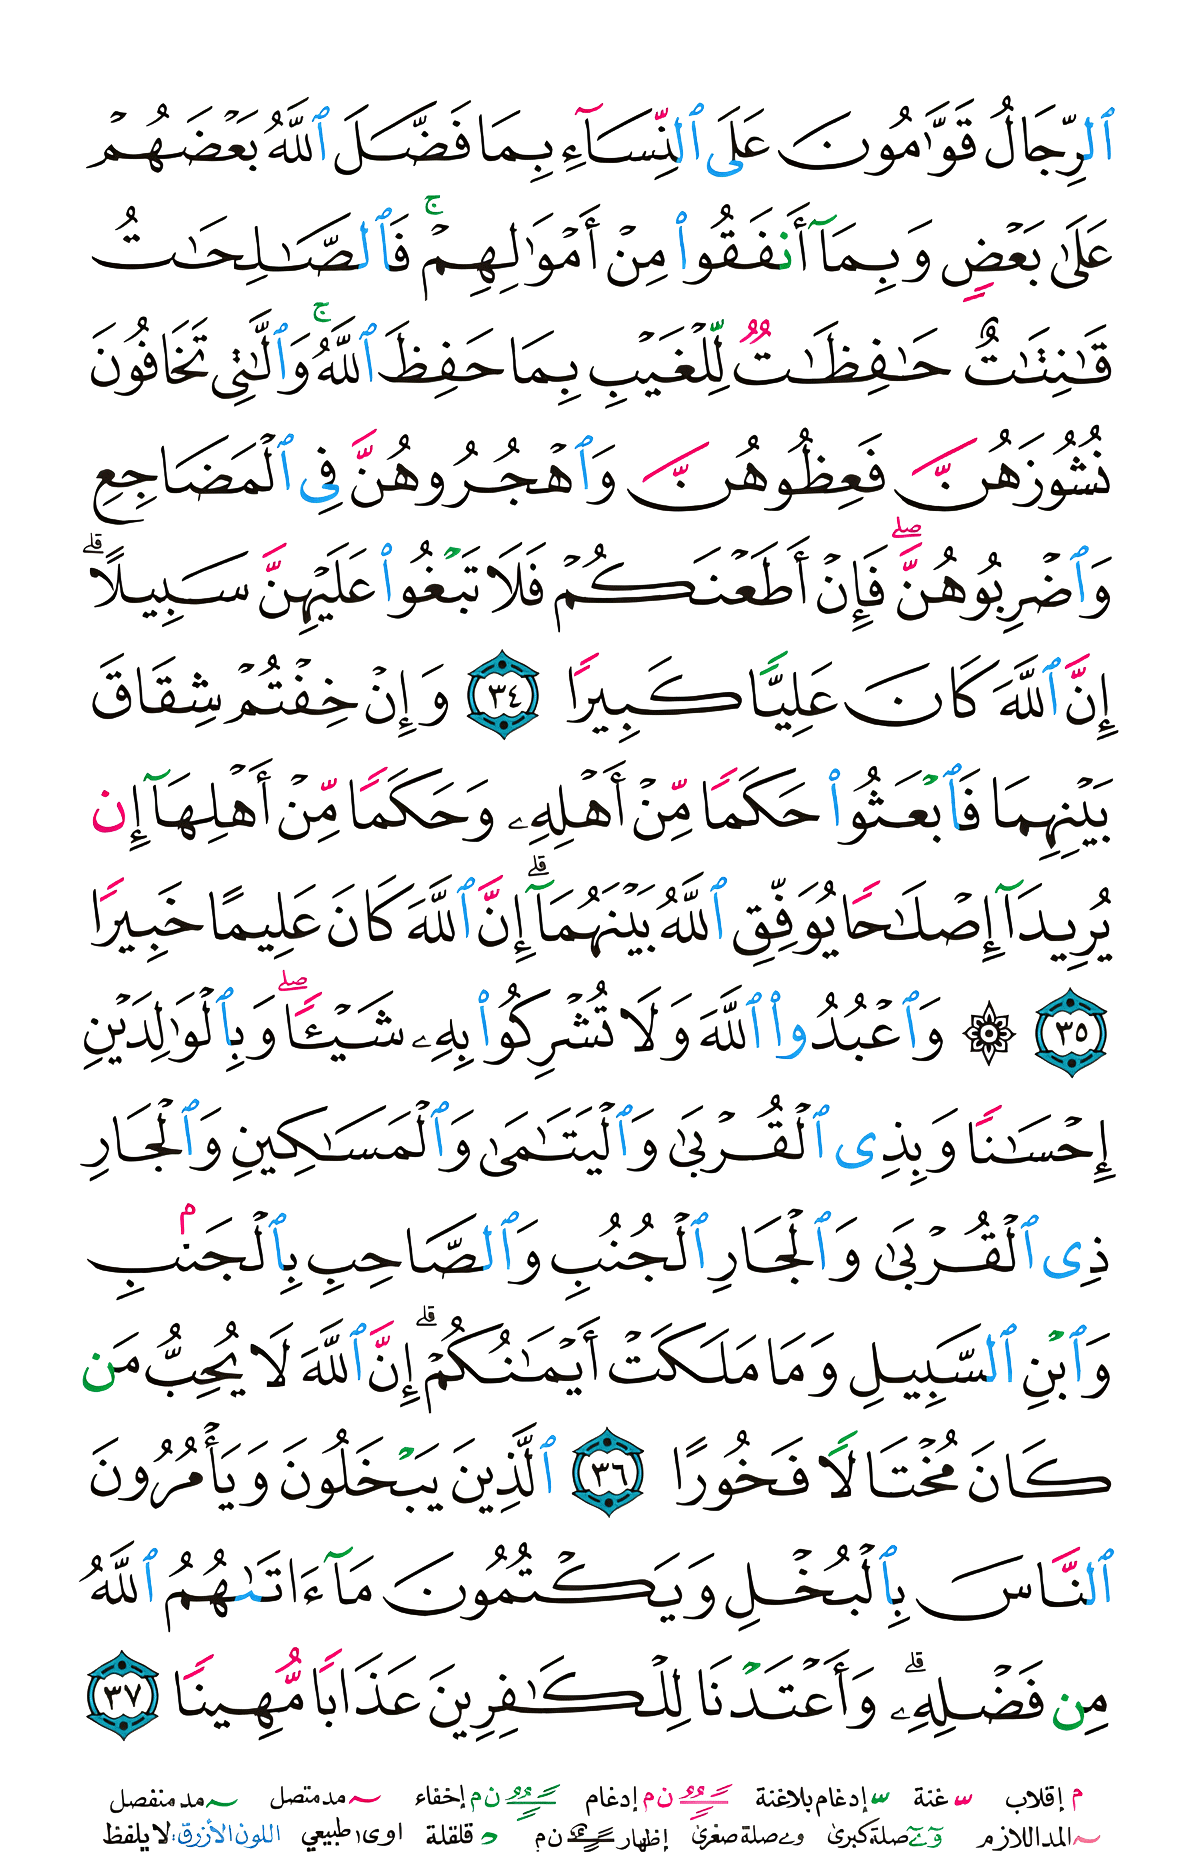 ٱلرِّجَالُ قَوَّٰمُونَ عَلَى ٱلنِّسَآءِ بِمَا فَضَّلَ ٱللَّهُ بَعۡضَهُمۡ
عَلَىٰ بَعۡضٖ وَبِمَآ أَنفَقُواْ مِنۡ أَمۡوَٰلِهِمۡۚ فَٱلصَّٰلِحَٰتُ
قَٰنِتَٰتٌ حَٰفِظَٰتٞ لِّلۡغَيۡبِ بِمَا حَفِظَ ٱللَّهُۚ وَٱلَّٰتِي تَخَافُونَ
نُشُوزَهُنَّ فَعِظُوهُنَّ وَٱهۡجُرُوهُنَّ فِي ٱلۡمَضَاجِعِ
وَٱضۡرِبُوهُنَّۖ فَإِنۡ أَطَعۡنَكُمۡ فَلَا تَبۡغُواْ عَلَيۡهِنَّ سَبِيلًاۗ
إِنَّ ٱللَّهَ كَانَ عَلِيّٗا كَبِيرٗا ٣٤ وَإِنۡ خِفۡتُمۡ شِقَاقَ
بَيۡنِهِمَا فَٱبۡعَثُواْ حَكَمٗا مِّنۡ أَهۡلِهِۦ وَحَكَمٗا مِّنۡ أَهۡلِهَآ إِن
يُرِيدَآ إِصۡلَٰحٗا يُوَفِّقِ ٱللَّهُ بَيۡنَهُمَآۗ إِنَّ ٱللَّهَ كَانَ عَلِيمًا خَبِيرٗا
٣٥ ۞ وَٱعۡبُدُواْ ٱللَّهَ وَلَا تُشۡرِكُواْ بِهِۦ شَيۡـٔٗاۖ وَبِٱلۡوَٰلِدَيۡنِ
إِحۡسَٰنٗا وَبِذِي ٱلۡقُرۡبَىٰ وَٱلۡيَتَٰمَىٰ وَٱلۡمَسَٰكِينِ وَٱلۡجَارِ
ذِي ٱلۡقُرۡبَىٰ وَٱلۡجَارِ ٱلۡجُنُبِ وَٱلصَّاحِبِ بِٱلۡجَنۢبِ
وَٱبۡنِ ٱلسَّبِيلِ وَمَا مَلَكَتۡ أَيۡمَٰنُكُمۡۗ إِنَّ ٱللَّهَ لَا يُحِبُّ مَن
كَانَ مُخۡتَالٗا فَخُورًا ٣٦ ٱلَّذِينَ يَبۡخَلُونَ وَيَأۡمُرُونَ
ٱلنَّاسَ بِٱلۡبُخۡلِ وَيَكۡتُمُونَ مَآ ءَاتَىٰهُمُ ٱللَّهُ
مِن فَضۡلِهِۦۗ وَأَعۡتَدۡنَا لِلۡكَٰفِرِينَ عَذَابٗا مُّهِينٗا ٣٧
م إقلاب ّ غنة ّ إدغام بلاغنة ن م إدغام ن م إخفاء ~ مد متصل ~ مد منفصل
~ المد اللازم وٓ ےٓ صلة كبرى و ے صلة صغرى إظهار ن م قلقلة اوى ا طبيعي اللون الأزرق: لا يلفظ